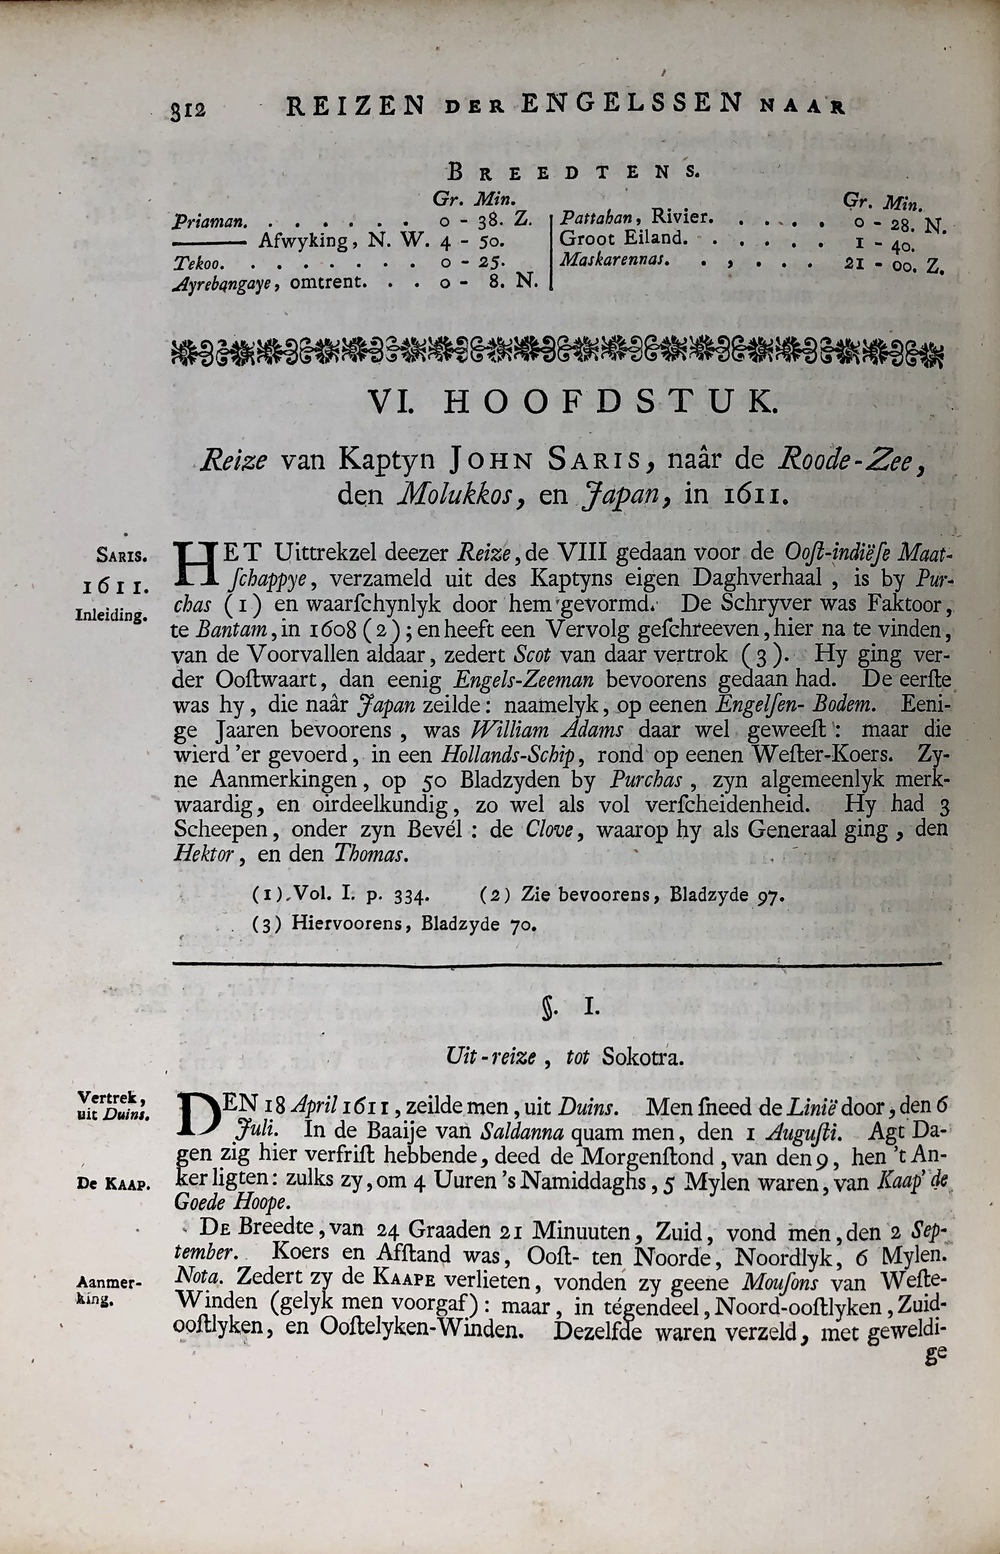 312 REIZEN DER ENGELSSEN NAAR
BREEDTENS.
Gr. Min.
Priaman. . . . . . . 0 - 38. Z.
——— Afwyking, N. W. 4 - 50.
Tekoo. . . . . . . . 0 - 25.
Ayrebangaye, omtrent. . . 0 - 8. N.
Gr. Min.
Pattaban, Rivier. . . . . 0 - 28. N.
Groot Eiland. . . . . . 1 - 40.
Maskarennas. . , . . . 21 - 00. Z.
VI. HOOFDSTUK.
Reize van Kaptyn JOHN SARIS, naâr de Roode-Zee,
den Molukkos, en Japan, in 1611.
SARIS.
1611.
Inleiding.
HET Uittrekzel deezer Reize, de VIII gedaan voor de Ooſt-indiëſe Maat-
ſchappye, verzameld uit des Kaptyns eigen Daghverhaal, is by Pur-
chas (1) en waarſchynlyk door hem gevormd. De Schryver was Faktoor,
te Bantam, in 1608 (2); en heeft een Vervolg geſchreeven, hier na te vinden,
van de Voorvallen aldaar, zedert Scot van daar vertrok (3). Hy ging ver-
der Ooſtwaart, dan eenig Engels-Zeeman bevoorens gedaan had. De eerſte
was hy, die naâr Japan zeilde: naamelyk, op eenen Engelſen-Bodem. Eeni-
ge Jaaren bevoorens, was William Adams daar wel geweeſt: maar die
wierd 'er gevoerd, in een Hollands-Schip, rond op eenen Weſter-Koers. Zy-
ne Aanmerkingen, op 50 Bladzyden by Purchas, zyn algemeenlyk merk-
waardig, en oirdeelkundig, zo wel als vol verſcheidenheid. Hy had 3
Scheepen, onder zyn Bevél: de Clove, waarop hy als Generaal ging, den
Hektor, en den Thomas.
(1) Vol. I. p. 334. (2) Zie bevoorens, Bladzyde 97.
(3) Hiervoorens, Bladzyde 70.
§. I.
Uit-reize, tot Sokotra.
Vertrek,
uit Duins.
DEN 18 April 1611, zeilde men, uit Duins. Men ſneed de Linië door, den 6
Juli. In de Baaije van Saldanna quam men, den 1 Auguſti. Agt Da-
gen zig hier verfriſt hebbende, deed de Morgenſtond, van den 9, hen 't An-
De KAAP.
ker ligten: zulks zy, om 4 Uuren 's Namiddaghs, 5 Mylen waren, van Kaap de
Goede Hoope.
DE Breedte, van 24 Graaden 21 Minuuten, Zuid, vond men, den 2 Sep-
tember. Koers en Afſtand was, Ooſt- ten Noorde, Noordlyk, 6 Mylen.
Aanmer-
king.
Nota. Zedert zy de KAAPE verlieten, vonden zy geene Mouſons van Weſte-
Winden (gelyk men voorgaf): maar, in tégendeel, Noord-ooſtlyken, Zuid-
ooſtlyken, en Ooſtelyken-Winden. Dezelfde waren verzeld, met geweldi-
ge